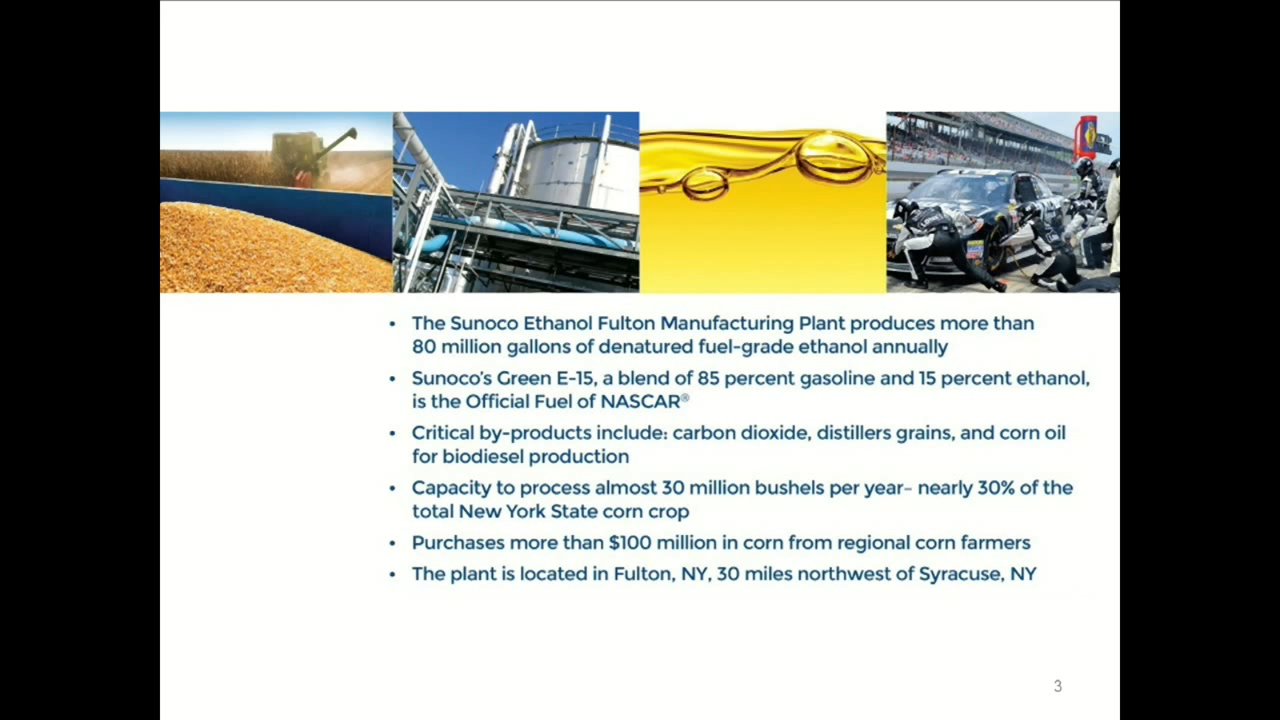 • The Sunoco Ethanol Fulton Manufacturing Plant produces more than
80 million gallons of denatured fuel-grade ethanol annually
• Sunoco's Green E-15, a blend of 85 percent gasoline and 15 percent ethanol,
is the Official Fuel of NASCAR®
• Critical by-products include: carbon dioxide, distillers grains, and corn oil
for biodiesel production
• Capacity to process almost 30 million bushels per year– nearly 30% of the
total New York State corn crop
• Purchases more than $100 million in corn from regional corn farmers
• The plant is located in Fulton, NY, 30 miles northwest of Syracuse, NY
3